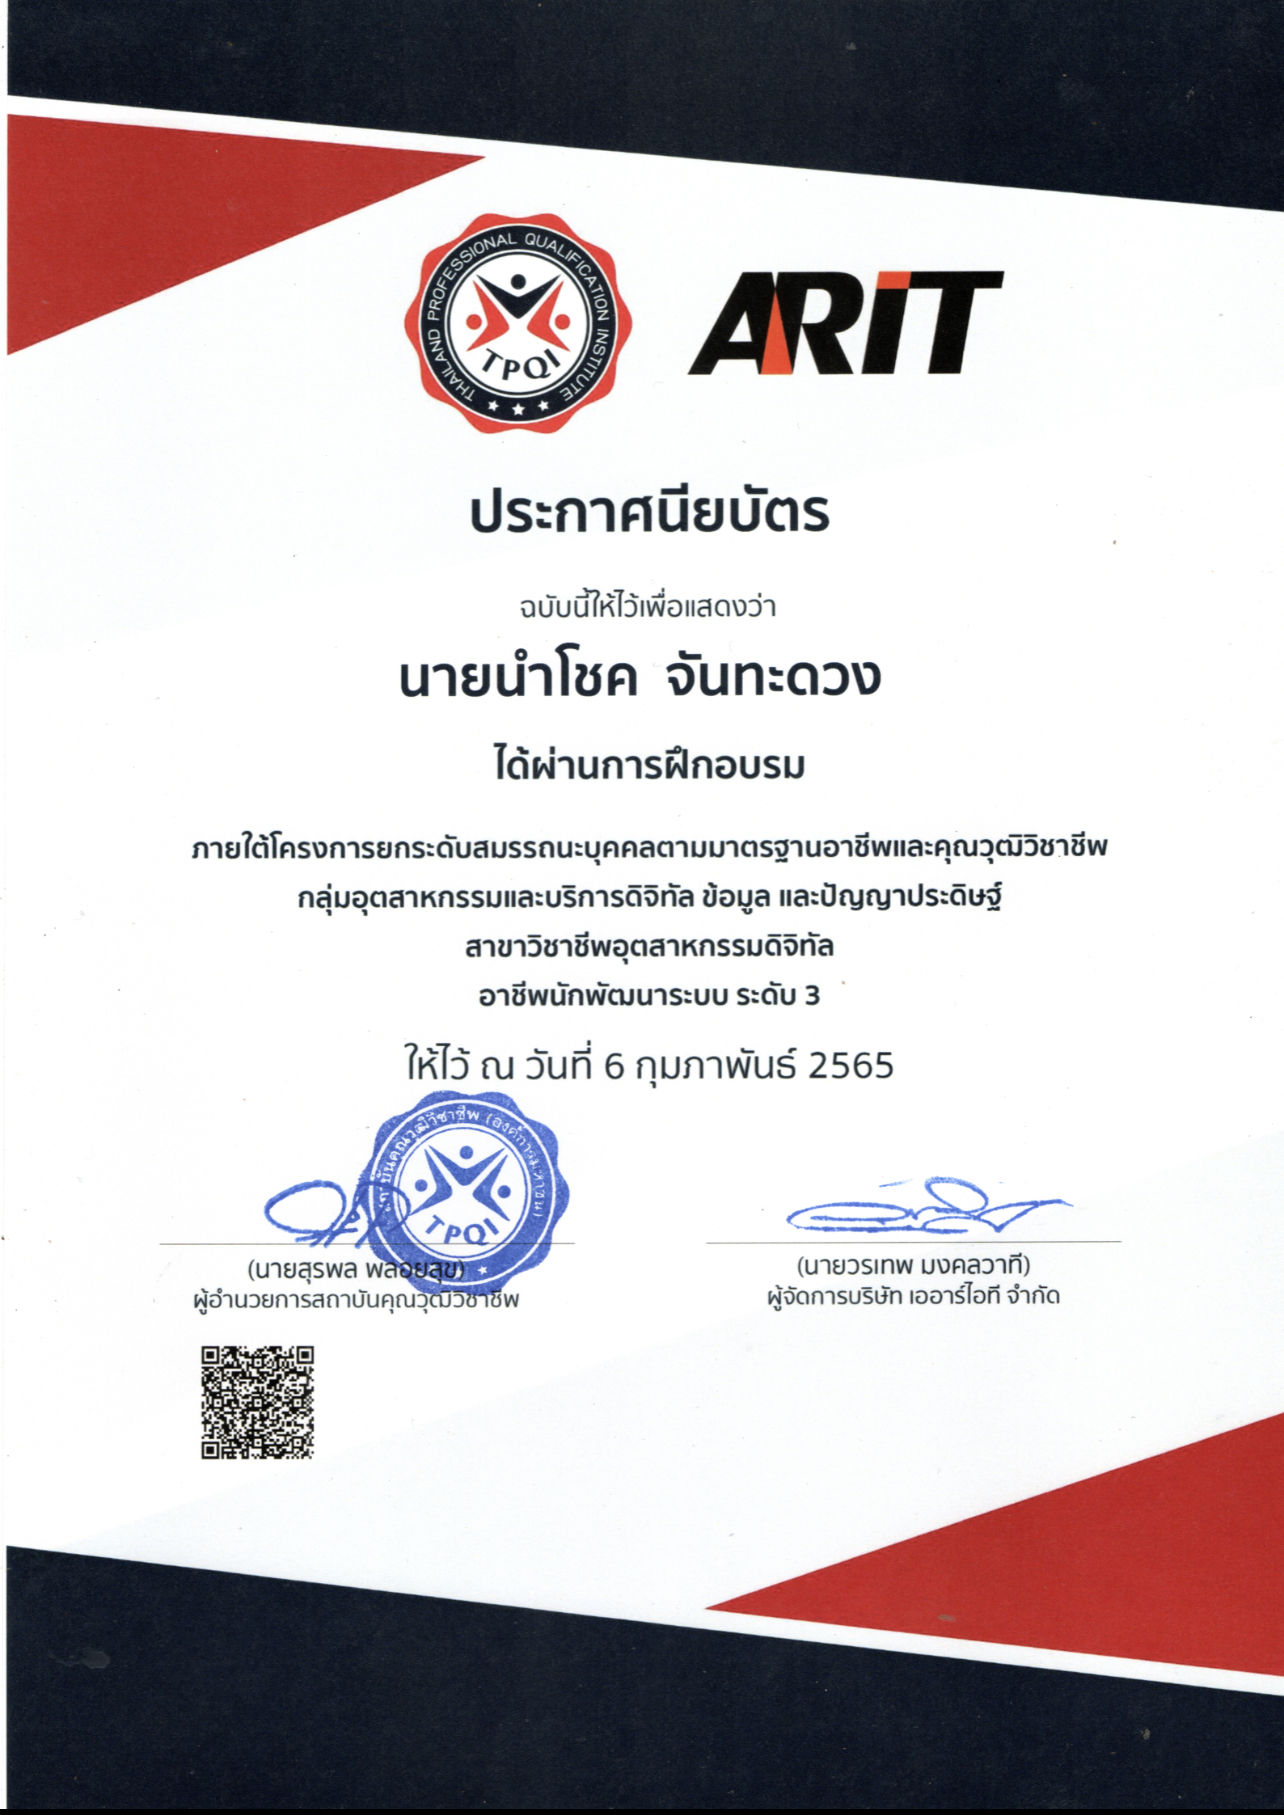 THAILAND PROFESSIONAL QUALIFICATION INSTITUTE
TPQI
ARiT
ประกาศนียบัตร
ฉบับนี้ให้ไว้เพื่อแสดงว่า
นายนำโชค จันทะดวง
ได้ผ่านการฝึกอบรม
ภายใต้โครงการยกระดับสมรรถนะบุคคลตามมาตรฐานอาชีพและคุณวุฒิวิชาชีพ
กลุ่มอุตสาหกรรมและบริการดิจิทัล ข้อมูล และปัญญาประดิษฐ์
สาขาวิชาชีพอุตสาหกรรมดิจิทัล
อาชีพนักพัฒนาระบบ ระดับ 3
ให้ไว้ ณ วันที่ 6 กุมภาพันธ์ 2565
สถาบันคุณวุฒิวิชาชีพ (องค์การมหาชน)
TPQI
(นายสุรพล พลอยสุข)
ผู้อำนวยการสถาบันคุณวุฒิวิชาชีพ
(นายวรเทพ มงคลวาที)
ผู้จัดการบริษัท เออาร์ไอที จำกัด